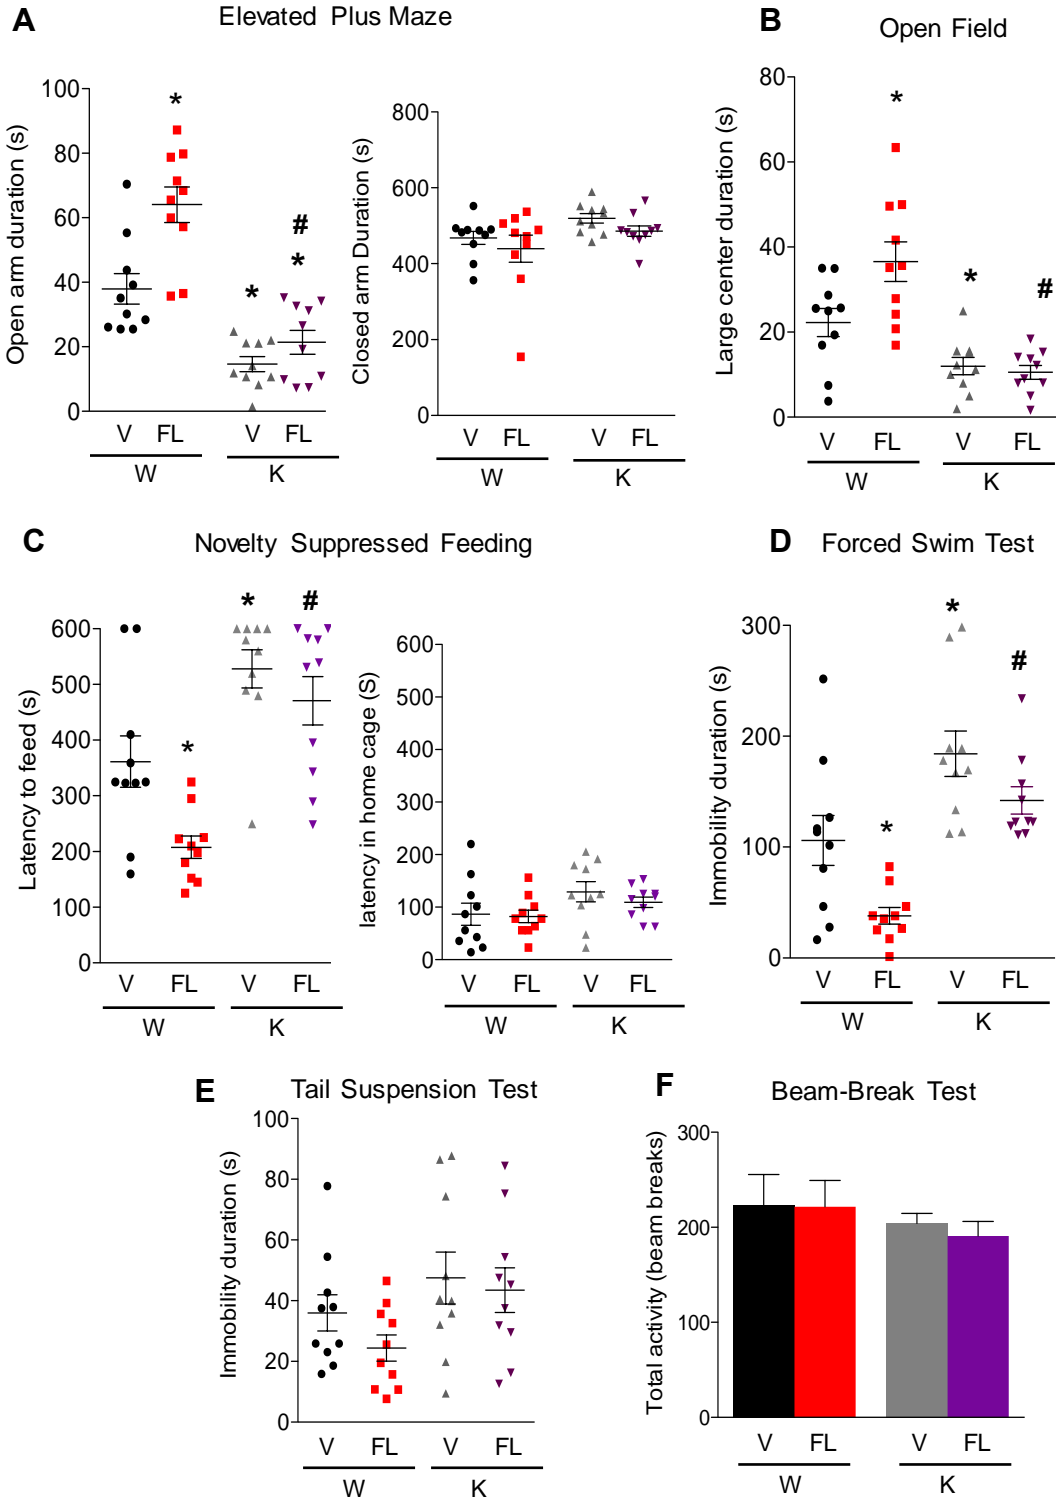 A
Elevated Plus Maze
Open arm duration (s)
100
80
60
40
20
0
*
*
#
*
V FL V FL
W K
Closed arm Duration (s)
800
600
400
200
0
V FL V FL
W K
B
Open Field
Large center duration (s)
80
60
40
20
0
*
*
#
V FL V FL
W K
C
Novelty Suppressed Feeding
Latency to feed (s)
600
500
400
300
200
100
0
*
*
#
V FL V FL
W K
latency in home cage (S)
600
500
400
300
200
100
0
V FL V FL
W K
D
Forced Swim Test
Immobility duration (s)
300
200
100
0
*
*
#
V FL V FL
W K
E
Tail Suspension Test
Immobility duration (s)
100
80
60
40
20
0
V FL V FL
W K
F
Beam-Break Test
Total activity (beam breaks)
300
200
100
0
V FL V FL
W K